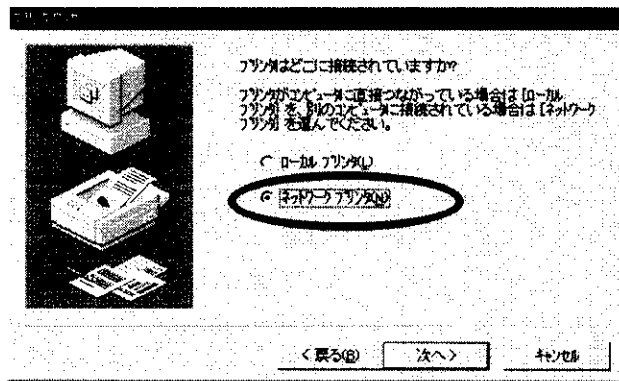 プリンタはどこに接続されていますか?
プリンタがコンピュータに直接つながっている場合は [ローカル
プリンタ] を、別のコンピュータに接続されている場合は [ネットワーク
プリンタ] を選んでください。
ローカル プリンタ(L)
ネットワーク プリンタ(N)
< 戻る(B)
次へ >
キャンセル